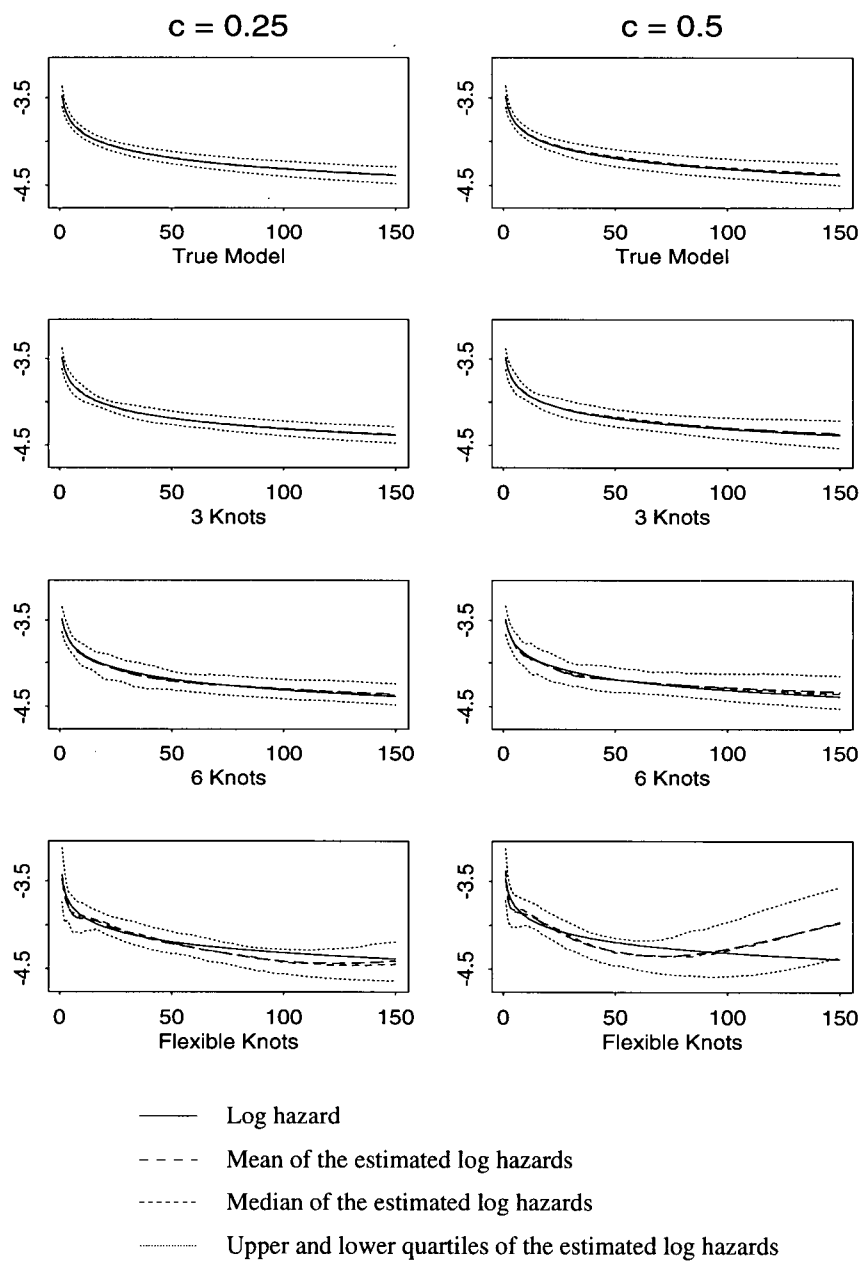 c = 0.25
c = 0.5
-3.5
-4.5
0 50 100 150
True Model
-3.5
-4.5
0 50 100 150
True Model
-3.5
-4.5
0 50 100 150
3 Knots
-3.5
-4.5
0 50 100 150
3 Knots
-3.5
-4.5
0 50 100 150
6 Knots
-3.5
-4.5
0 50 100 150
6 Knots
-3.5
-4.5
0 50 100 150
Flexible Knots
-3.5
-4.5
0 50 100 150
Flexible Knots
Log hazard
Mean of the estimated log hazards
Median of the estimated log hazards
Upper and lower quartiles of the estimated log hazards